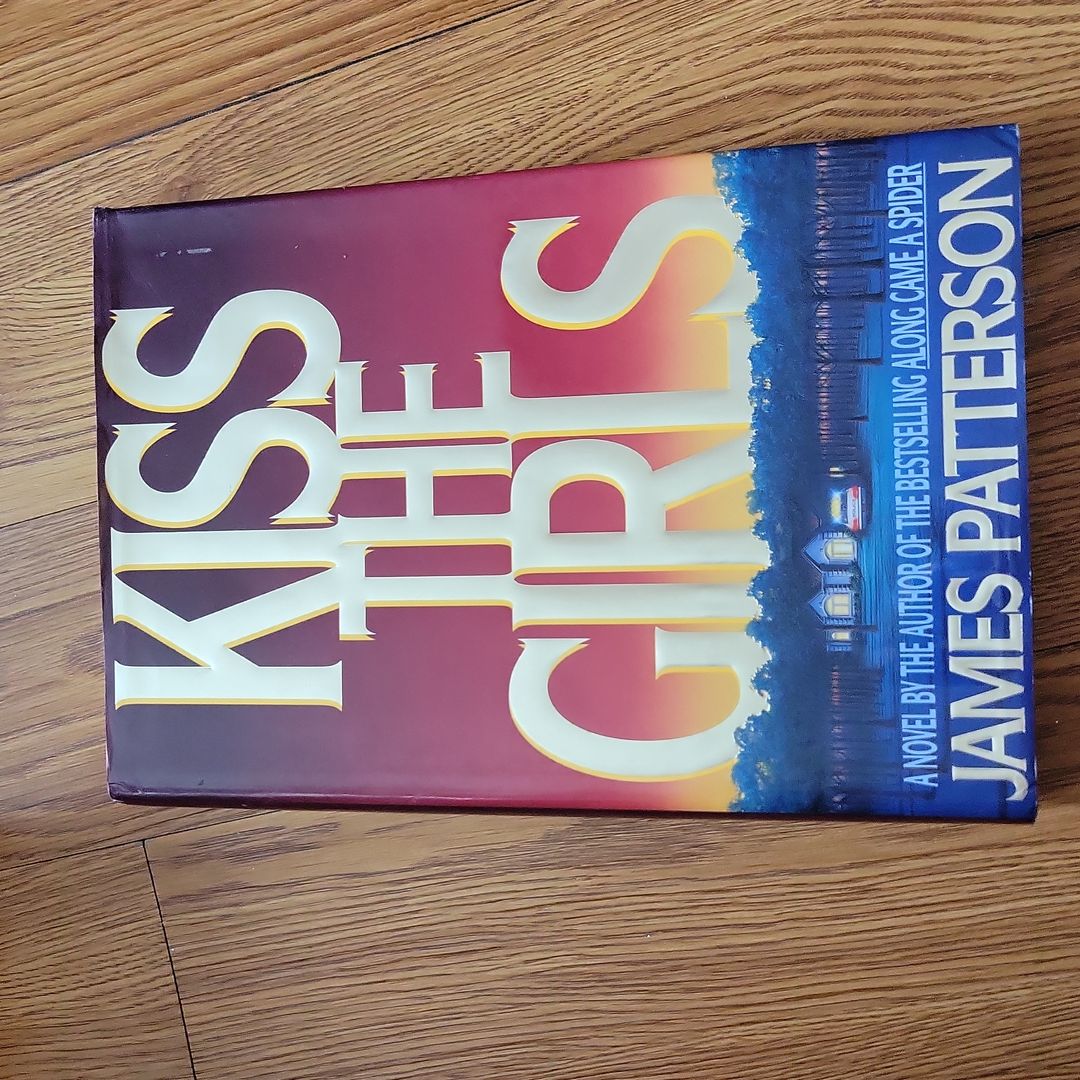 KISS
THE
GIRLS
A NOVEL BY THE AUTHOR OF THE BESTSELLING ALONG CAME A SPIDER
JAMES PATTERSON